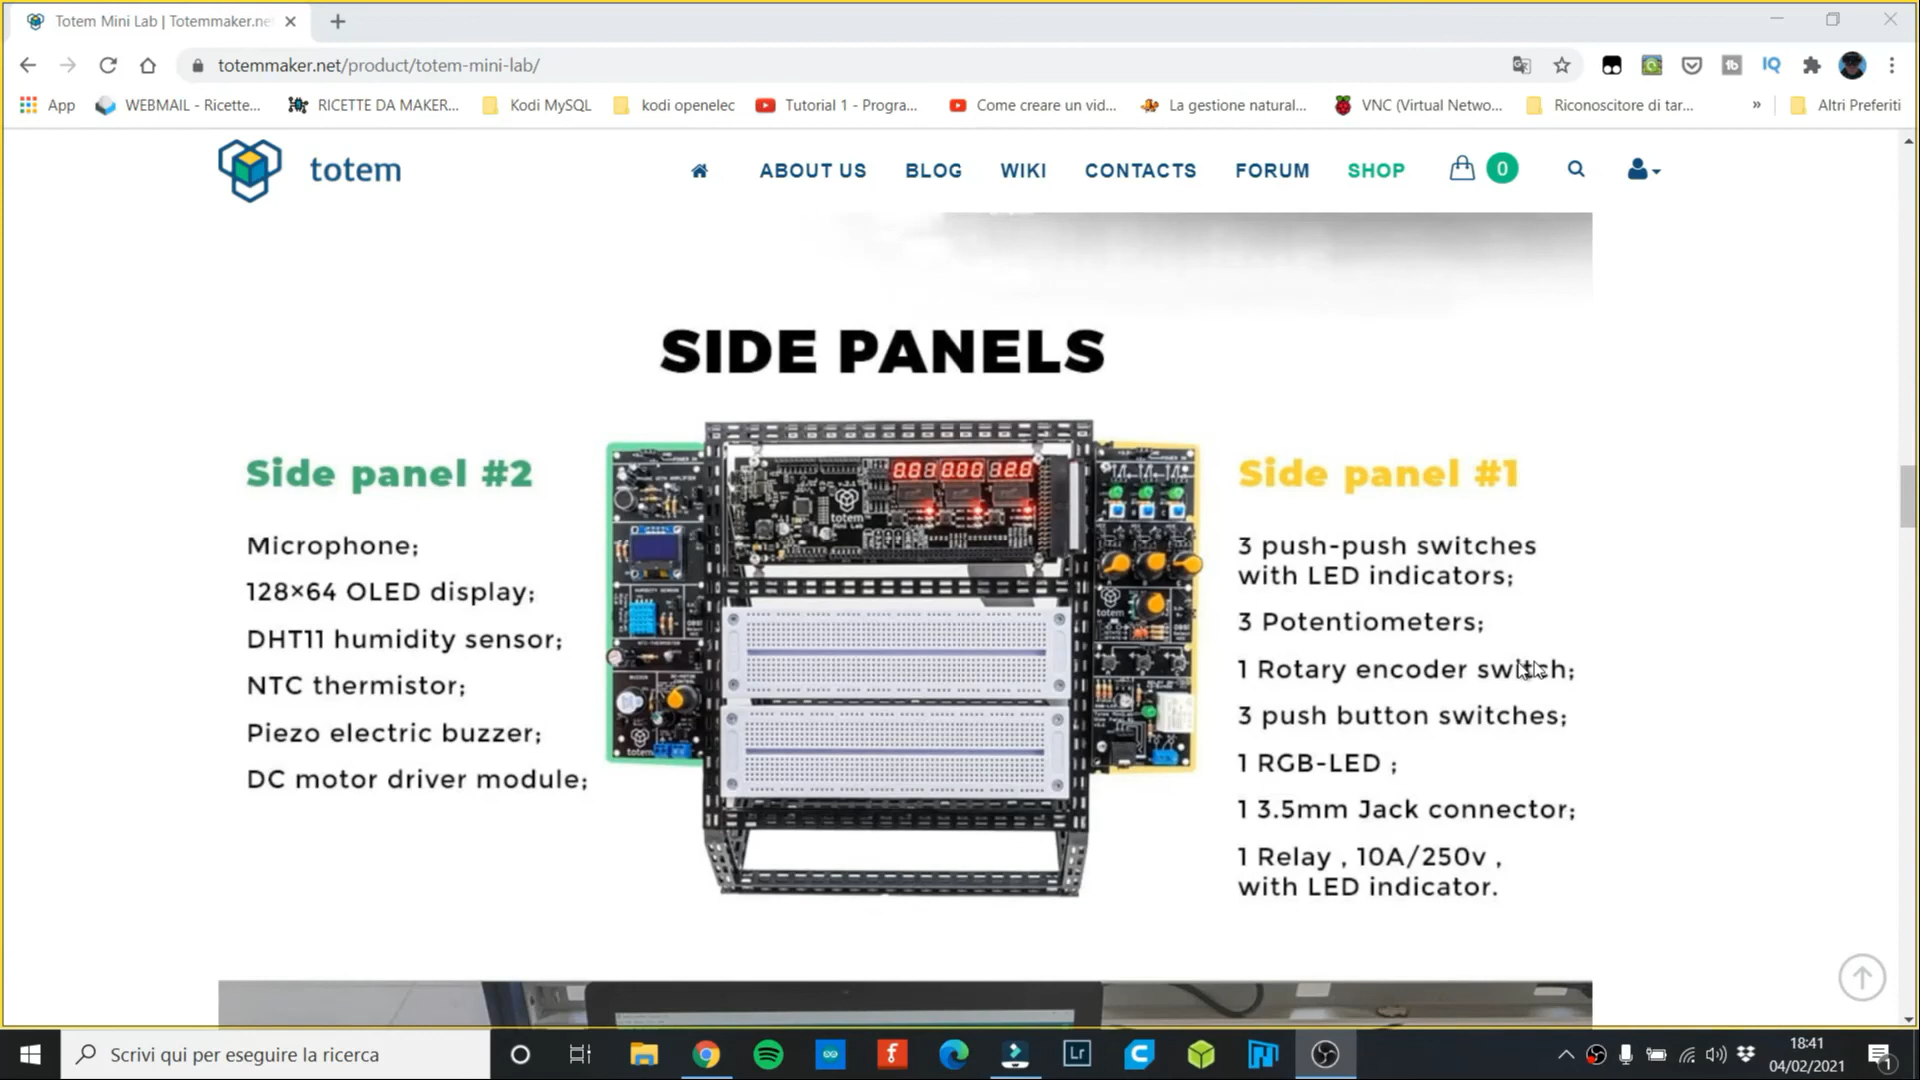 Totem Mini Lab | Totemmaker.ne
totemmaker.net/product/totem-mini-lab/
App
WEBMAIL - Ricette...
RICETTE DA MAKER...
Kodi MySQL
kodi openelec
Tutorial 1 - Progra...
Come creare un vid...
La gestione natural...
VNC (Virtual Netwo...
Riconoscitore di tar...
»
Altri Preferiti
totem
ABOUT US
BLOG
WIKI
CONTACTS
FORUM
SHOP
0
SIDE PANELS
Side panel #2
Microphone;
128×64 OLED display;
DHT11 humidity sensor;
NTC thermistor;
Piezo electric buzzer;
DC motor driver module;
totem
totem
totem
Side panel #1
3 push-push switches
with LED indicators;
3 Potentiometers;
1 Rotary encoder switch;
3 push button switches;
1 RGB-LED ;
1 3.5mm Jack connector;
1 Relay , 10A/250v ,
with LED indicator.
Scrivi qui per eseguire la ricerca
Lr
18:41
04/02/2021
1